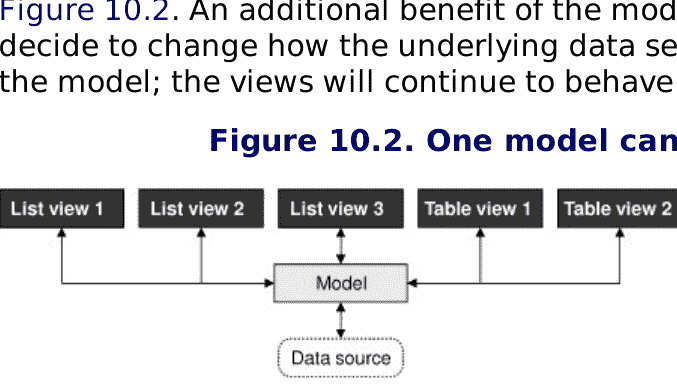 Figure 10.2. An additional benefit of the mod
decide to change how the underlying data se
the model; the views will continue to behave
Figure 10.2. One model can
List view 1 List view 2 List view 3 Table view 1 Table view 2
Model
Data source